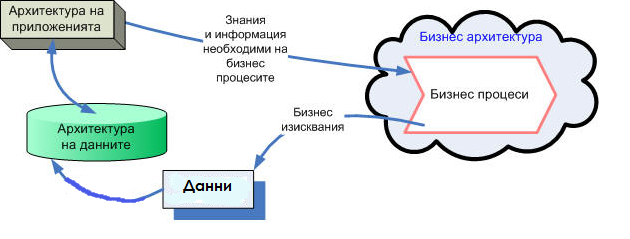 Архитектура на
приложенията
Знания
и информация
необходими на
бизнес
процесите
Бизнес архитектура
Бизнес процеси
Бизнес
изисквания
Архитектура
на данните
Данни